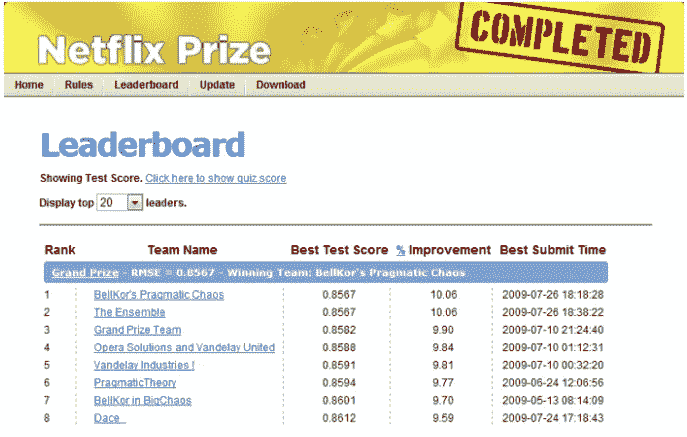 Netflix Prize
COMPLETED
Home Rules Leaderboard Update Download
Leaderboard
Showing Test Score. Click here to show quiz score
Display top 20 leaders.
Rank Team Name Best Test Score % Improvement Best Submit Time
Grand Prize - RMSE = 0.8567 - Winning Team: BellKor's Pragmatic Chaos
1 BellKor's Pragmatic Chaos 0.8567 10.06 2009-07-26 18:18:28
2 The Ensemble 0.8567 10.06 2009-07-26 18:38:22
3 Grand Prize Team 0.8582 9.90 2009-07-10 21:24:40
4 Opera Solutions and Vandelay United 0.8588 9.84 2009-07-10 01:12:31
5 Vandelay Industries ! 0.8591 9.81 2009-07-10 00:32:20
6 PragmaticTheory 0.8594 9.77 2009-06-24 12:06:56
7 BellKor in BigChaos 0.8601 9.70 2009-05-13 08:14:09
8 Dace_ 0.8612 9.59 2009-07-24 17:18:43